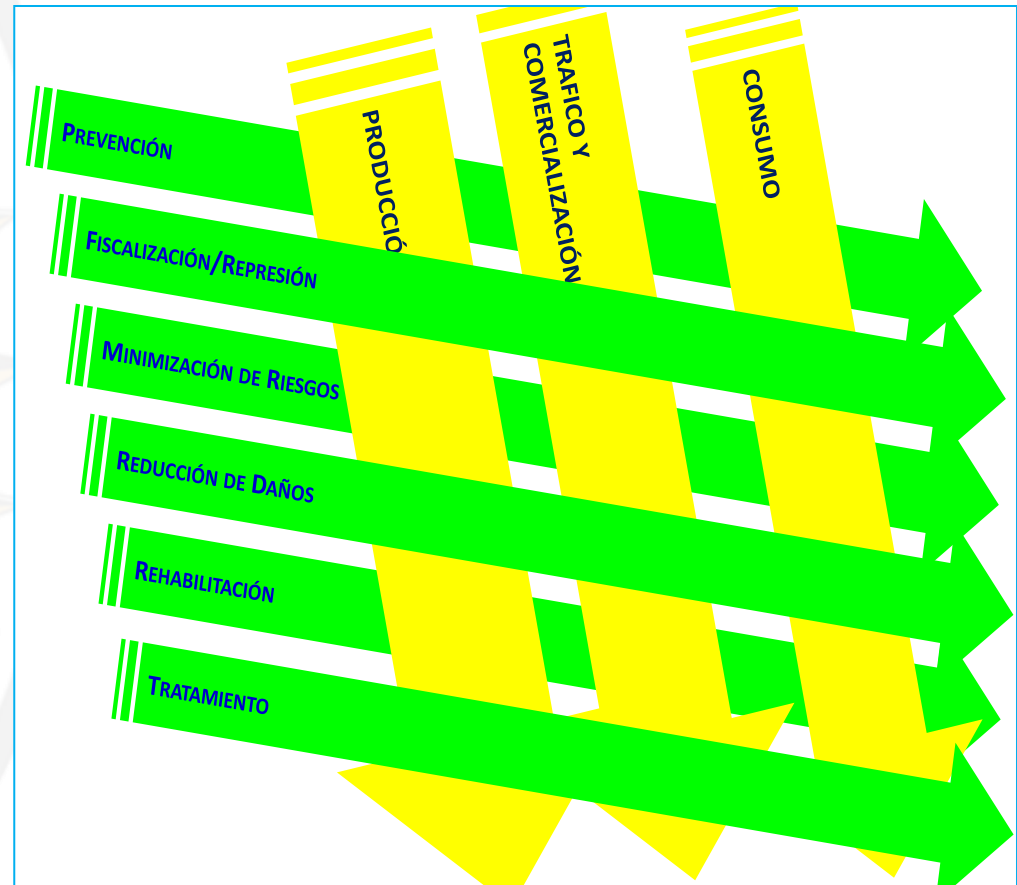 PRODUCCIÓ
TRAFICO Y
COMERCIALIZACIÓN
CONSUMO
PREVENCIÓN
FISCALIZACIÓN/REPRESIÓN
MINIMIZACIÓN DE RIESGOS
REDUCCIÓN DE DAÑOS
REHABILITACIÓN
TRATAMIENTO